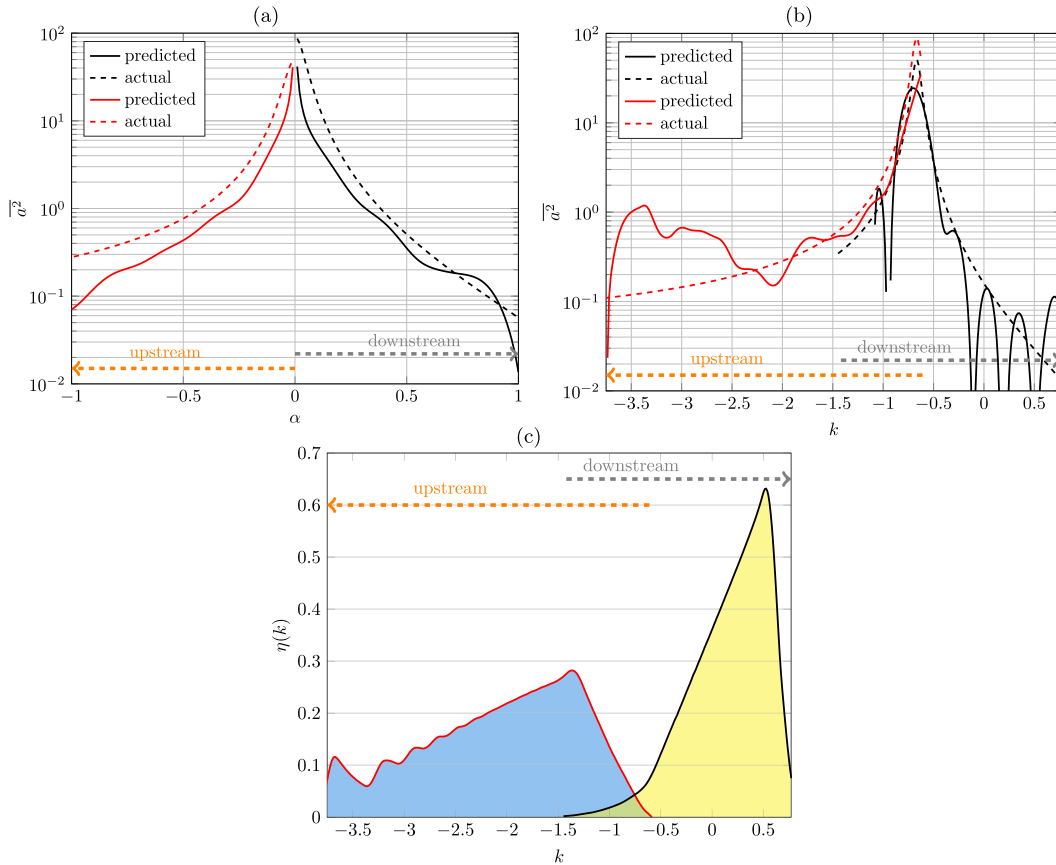 (a)
10^2
10^1
10^0
10^−1
10^−2
\overline{a^2}
predicted
actual
predicted
actual
upstream
downstream
−1
−0.5
0
0.5
1
α
(b)
10^2
10^1
10^0
10^−1
10^−2
\overline{a^2}
predicted
actual
predicted
actual
upstream
downstream
−3.5
−3
−2.5
−2
−1.5
−1
−0.5
0
0.5
k
(c)
0.7
0.6
0.5
0.4
0.3
0.2
0.1
0
η(k)
downstream
upstream
−3.5
−3
−2.5
−2
−1.5
−1
−0.5
0
0.5
k